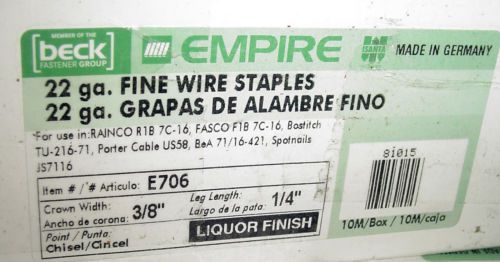 MEMBER OF THE
beck
FASTENER GROUP
EMPIRE
ISANTA
MADE IN GERMANY
22 ga. FINE WIRE STAPLES
22 ga. GRAPAS DE ALAMBRE FINO
For use in: RAINCO R1B 7C-16, FASCO F1B 7C-16, Bostitch
TU-216-71, Porter Cable US58, BeA 71/16-421, Spotnails
JS7116
Item # / # Articulo: E706
Crown Width: 3/8" Leg Length: 1/4"
Ancho de corona: Largo de la pata:
Point / Punta:
Chisel/Cincel
LIQUOR FINISH
81015
10M/Box / 10M/caja